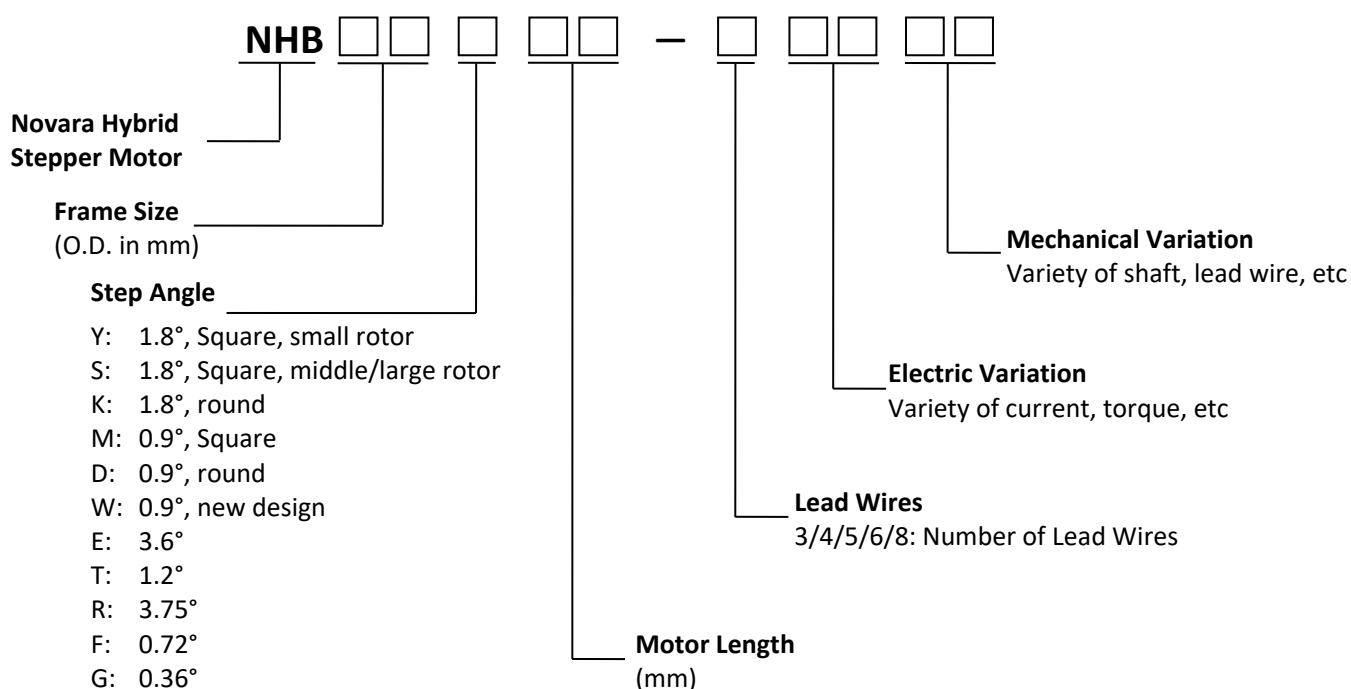 NHB □□ □ □□ – □ □□ □□
Novara Hybrid
Stepper Motor
Frame Size
(O.D. in mm)
Step Angle
Y: 1.8°, Square, small rotor
S: 1.8°, Square, middle/large rotor
K: 1.8°, round
M: 0.9°, Square
D: 0.9°, round
W: 0.9°, new design
E: 3.6°
T: 1.2°
R: 3.75°
F: 0.72°
G: 0.36°
Motor Length
(mm)
Lead Wires
3/4/5/6/8: Number of Lead Wires
Electric Variation
Variety of current, torque, etc
Mechanical Variation
Variety of shaft, lead wire, etc